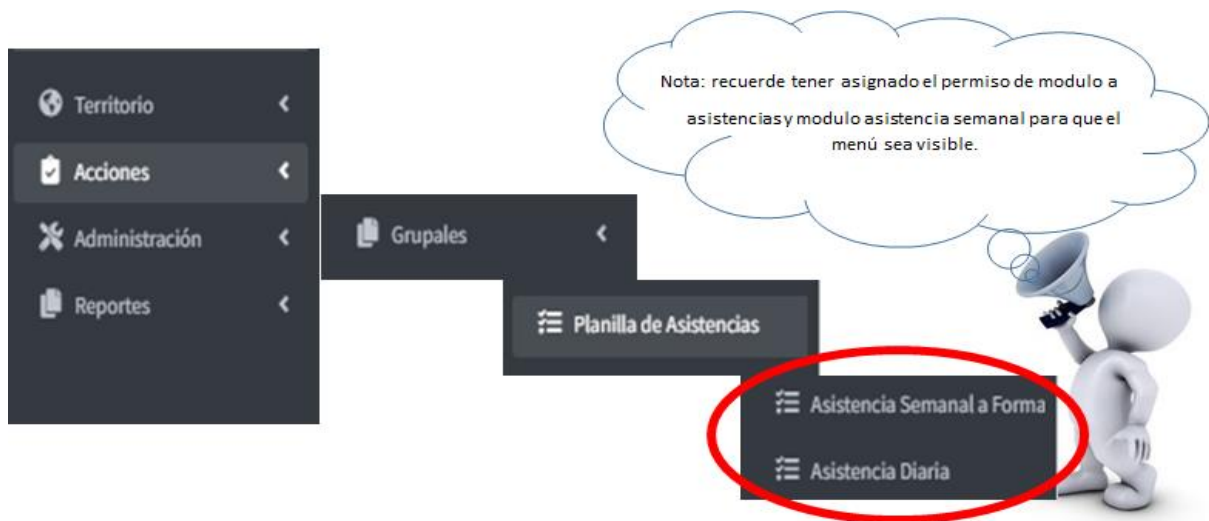 Territorio
Acciones
Administración
Reportes
Grupales
Planilla de Asistencias
Asistencia Semanal a Forma
Asistencia Diaria
Nota: recuerde tener asignado el permiso de modulo a
asistencias y modulo asistencia semanal para que el
menú sea visible.